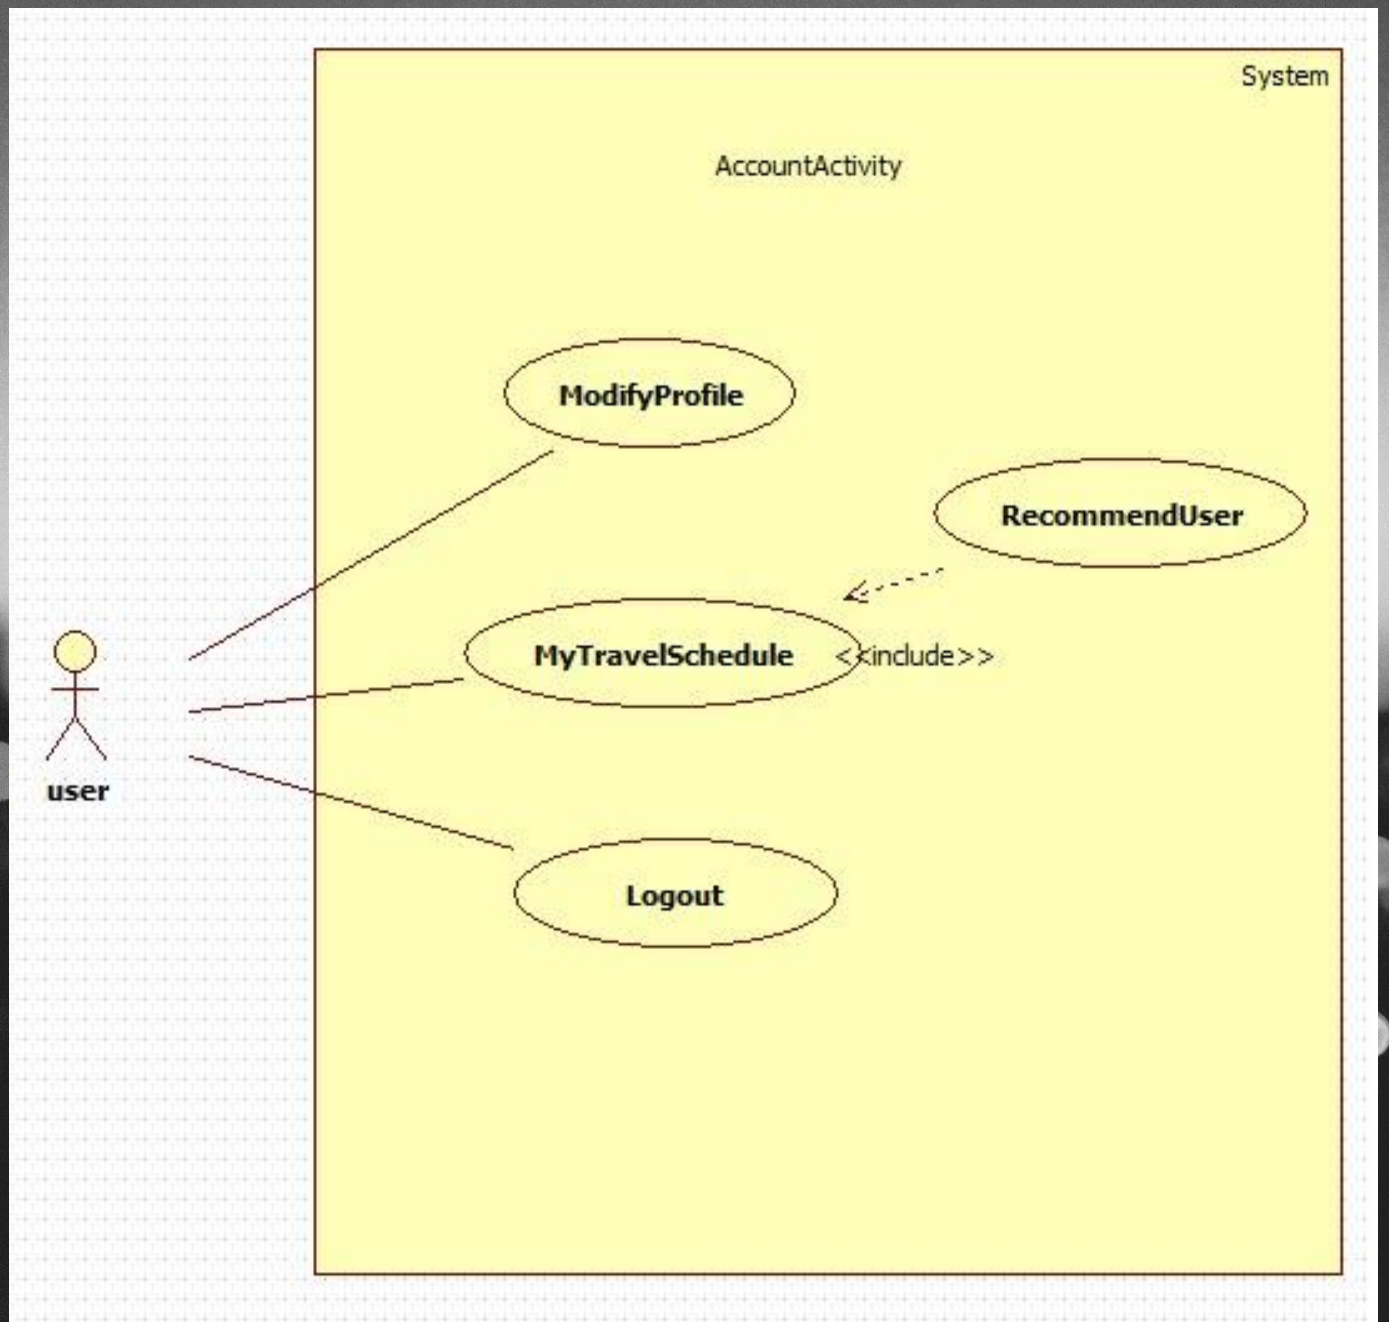 System
AccountActivity
ModifyProfile
RecommendUser
MyTravelSchedule
<<include>>
user
Logout